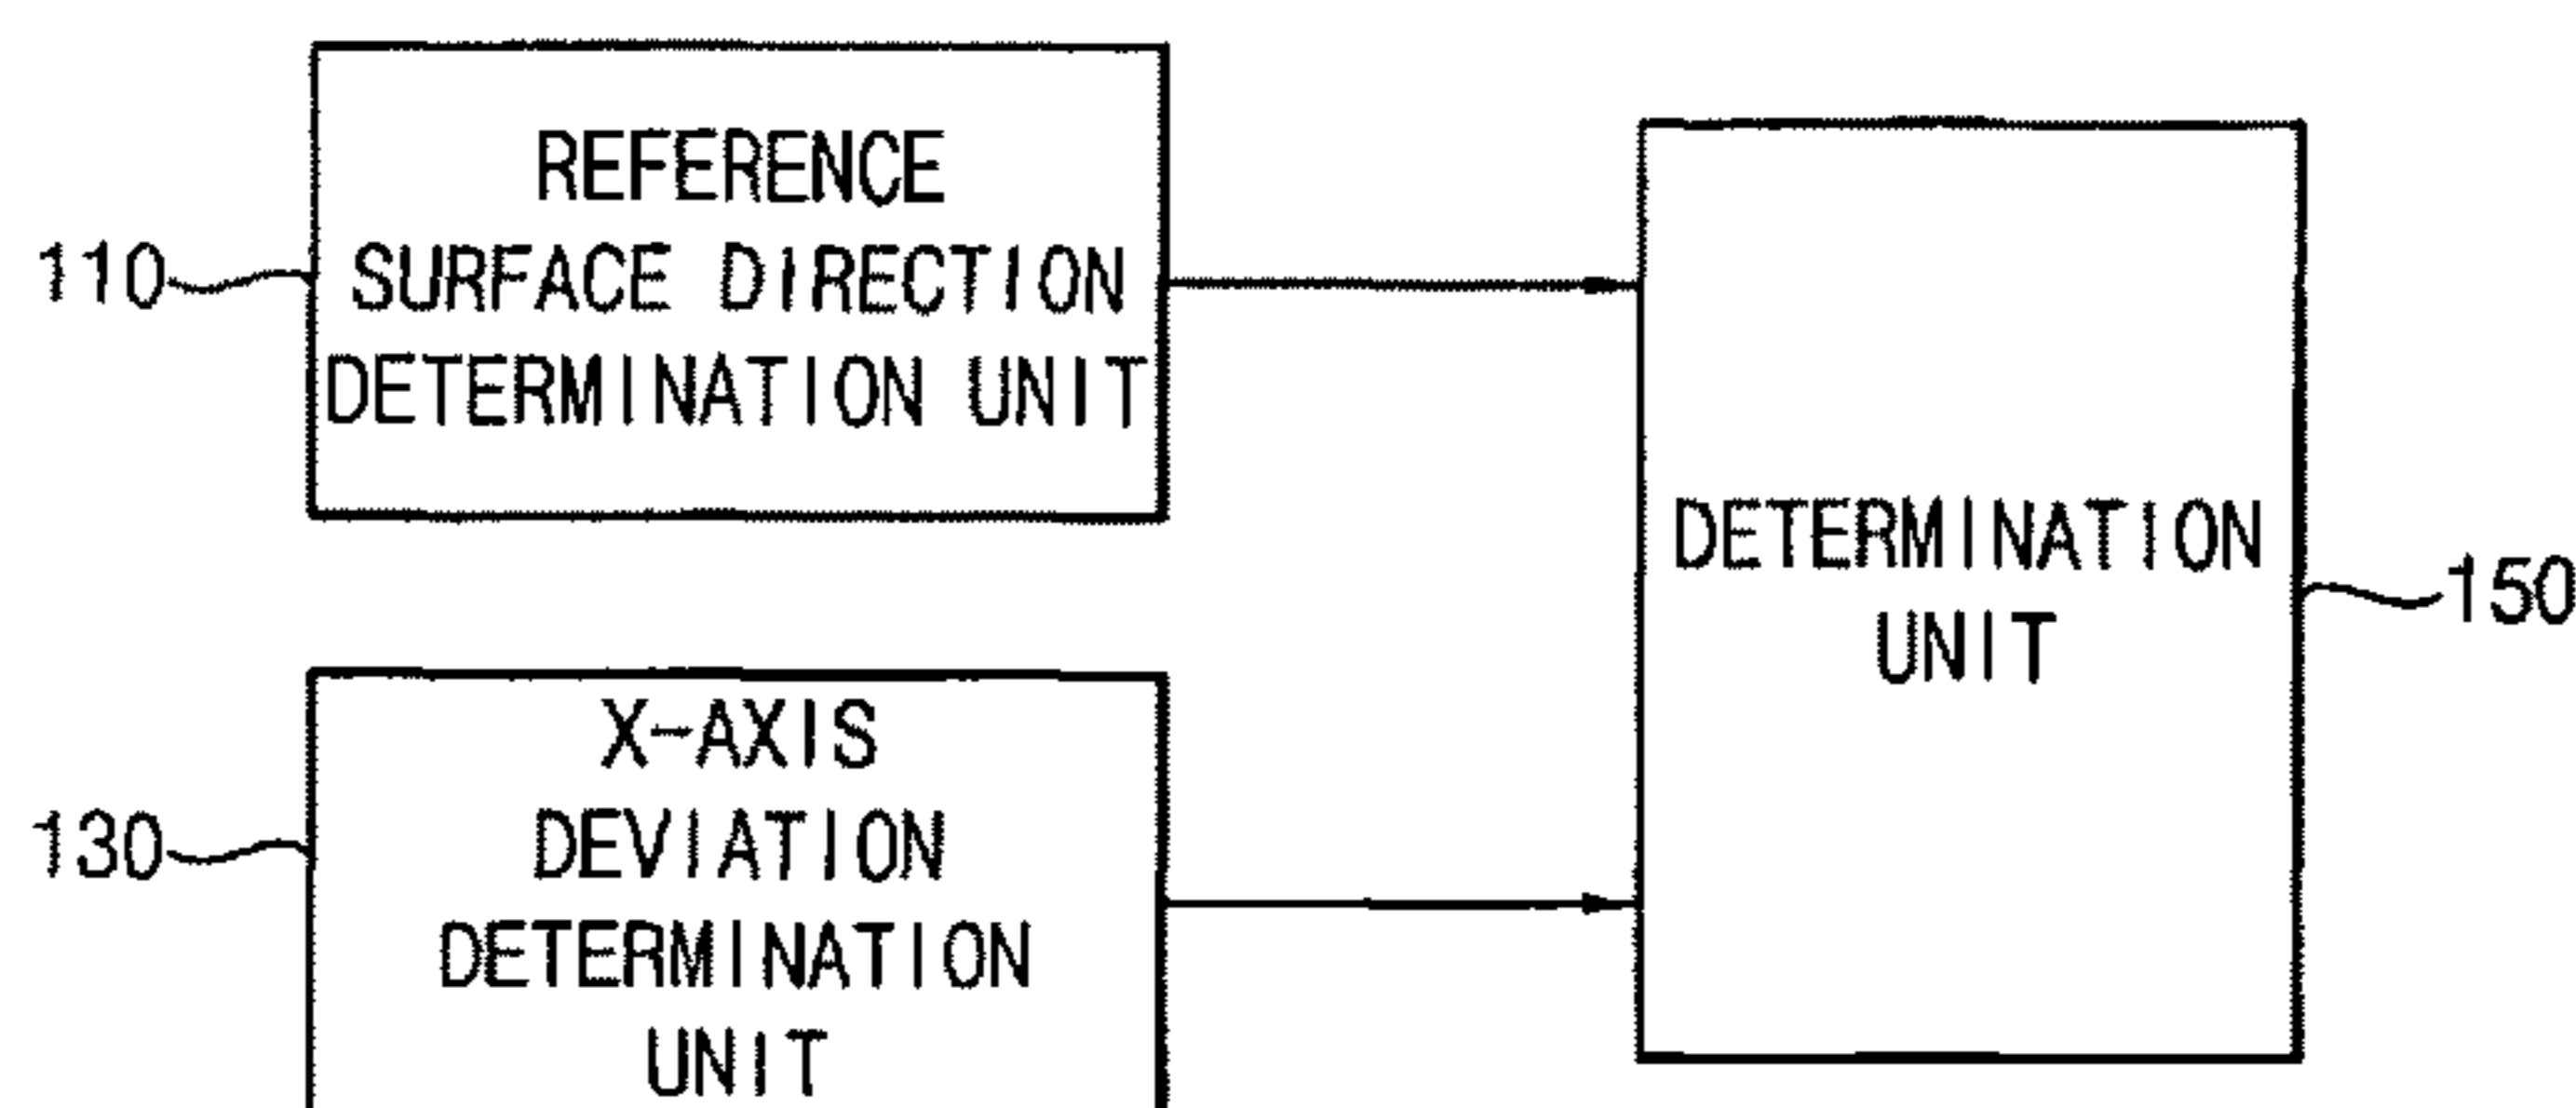 110
REFERENCE
SURFACE DIRECTION
DETERMINATION UNIT
130
X-AXIS
DEVIATION
DETERMINATION
UNIT
DETERMINATION
UNIT
150